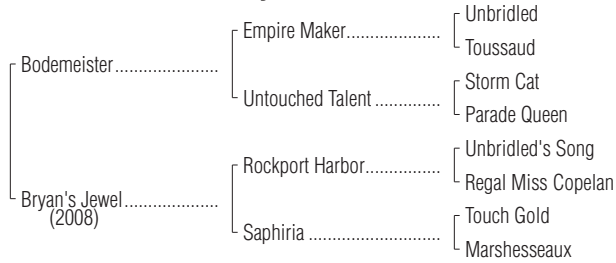 Unbridled
Empire Maker....................
Toussaud
Bodemeister......................
Storm Cat
Untouched Talent ................
Parade Queen
Unbridled's Song
Rockport Harbor................
Regal Miss Copelan
Bryan's Jewel....................
(2008)
Touch Gold
Saphiria ............................
Marshesseaux